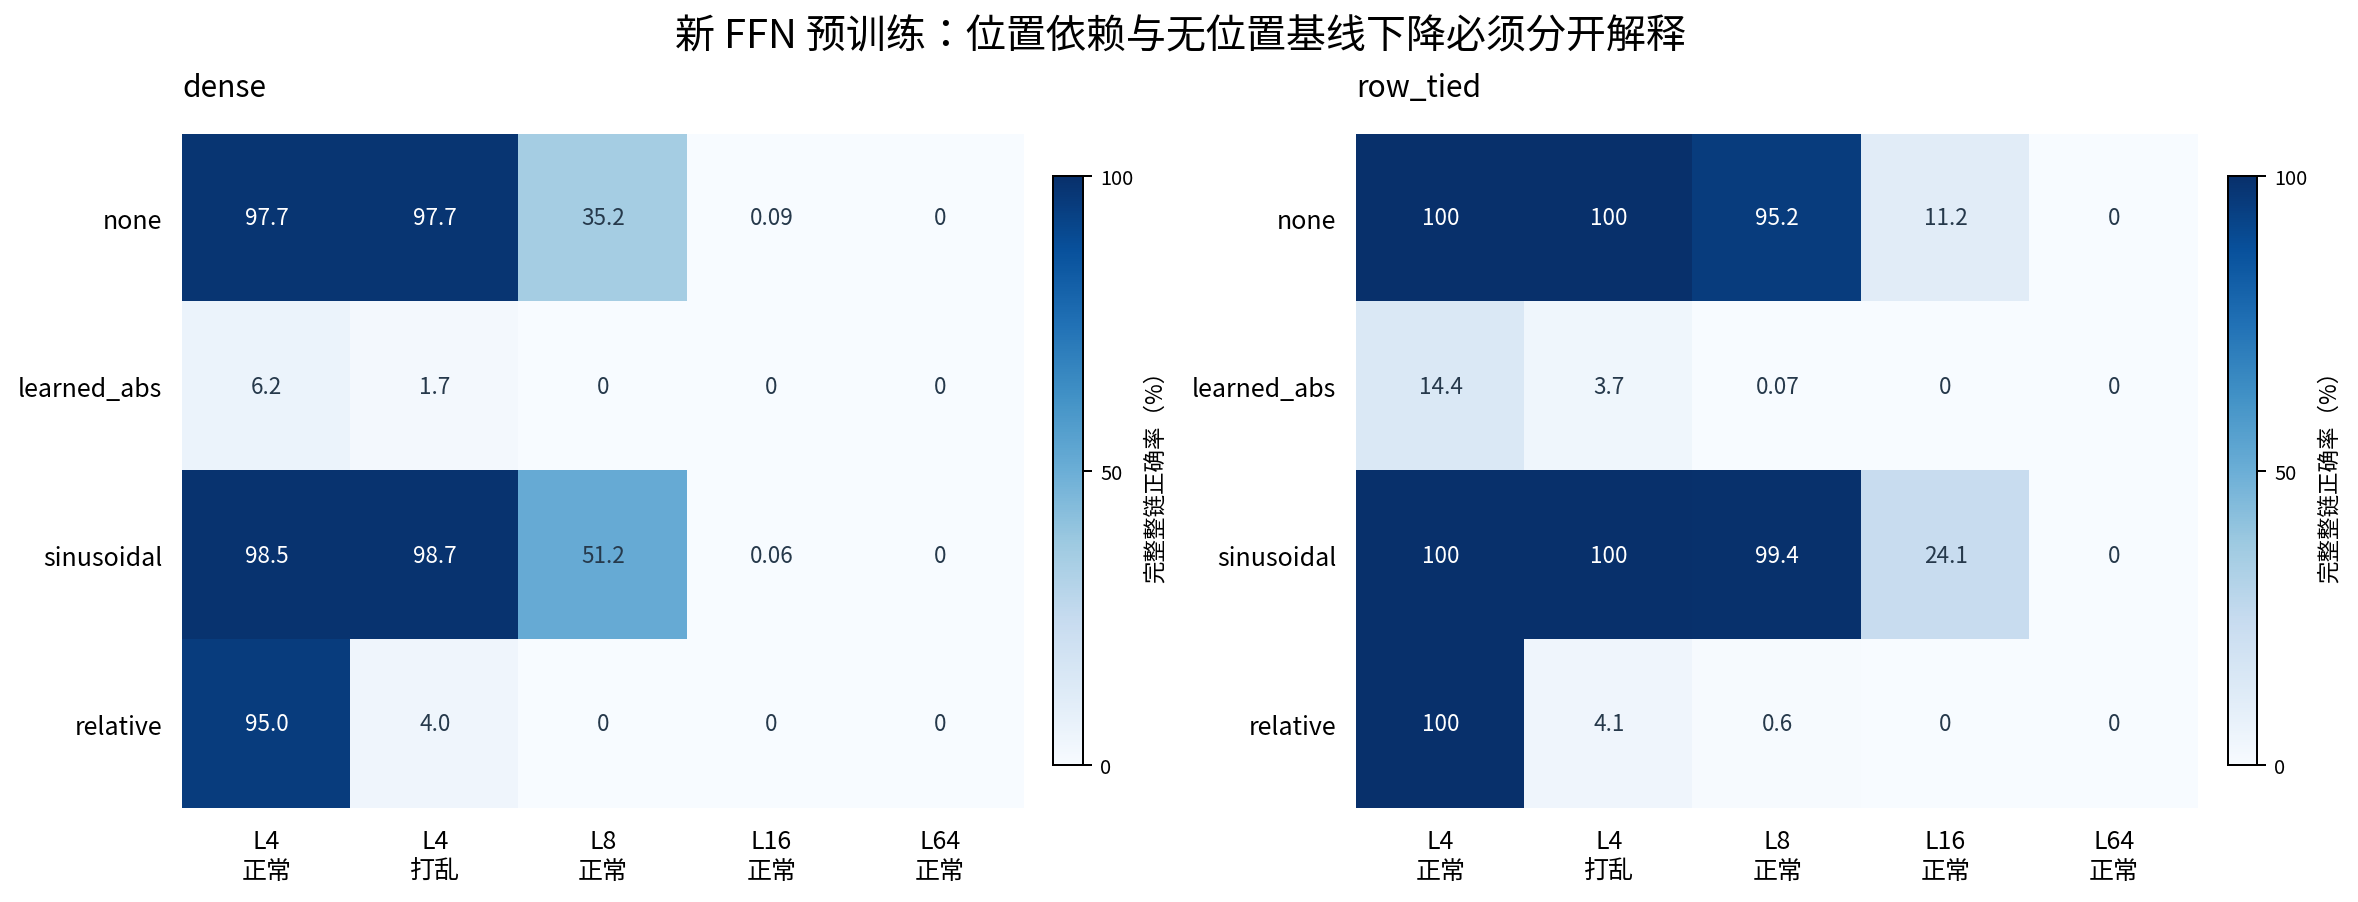 新 FFN 预训练：位置依赖与无位置基线下降必须分开解释
dense
none 97.7 97.7 35.2 0.09 0
learned_abs 6.2 1.7 0 0 0
sinusoidal 98.5 98.7 51.2 0.06 0
relative 95.0 4.0 0 0 0
L4 L4 L8 L16 L64
正常 打乱 正常 正常 正常
100
50
0
完整整链正确率（%）
row_tied
none 100 100 95.2 11.2 0
learned_abs 14.4 3.7 0.07 0 0
sinusoidal 100 100 99.4 24.1 0
relative 100 4.1 0.6 0 0
L4 L4 L8 L16 L64
正常 打乱 正常 正常 正常
100
50
0
完整整链正确率（%）